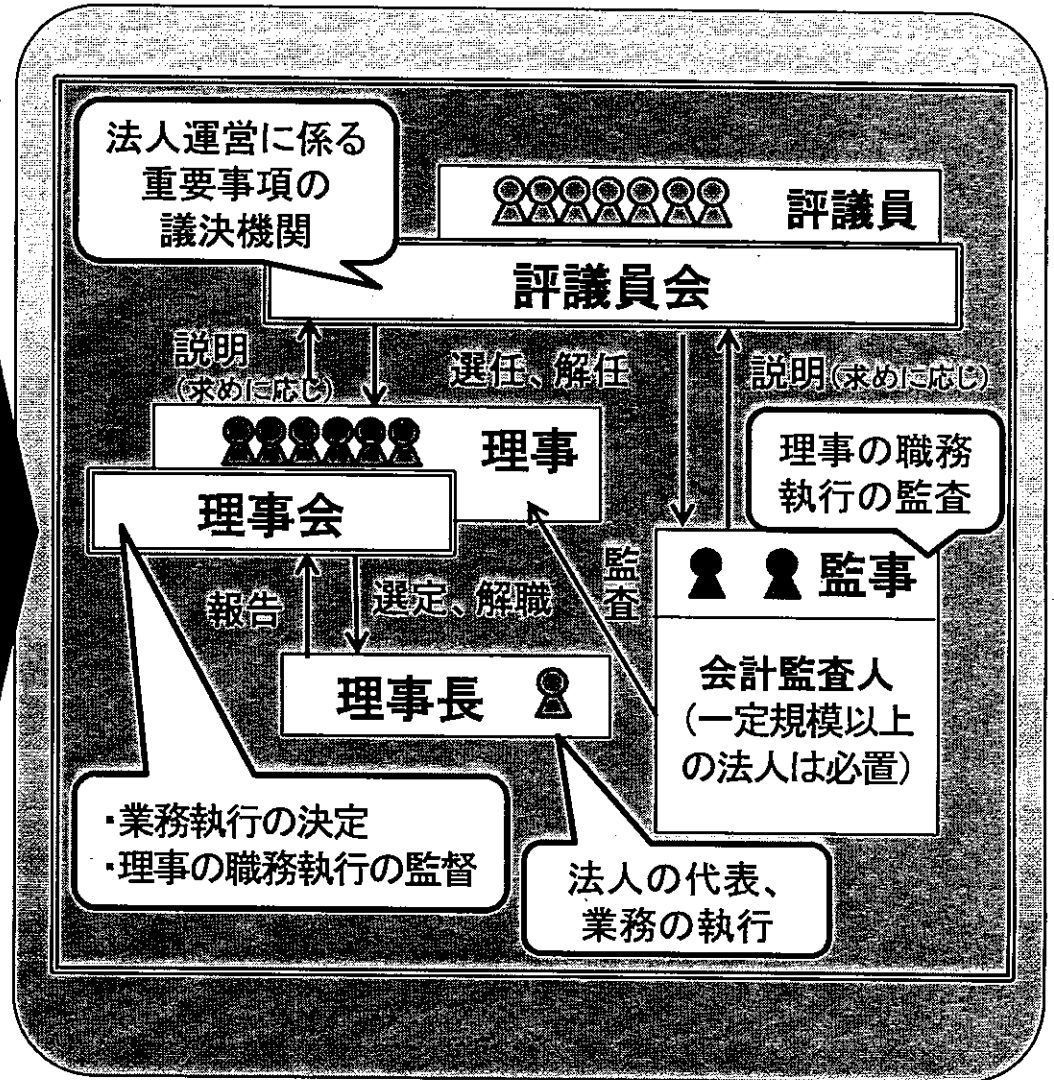 法人運営に係る
重要事項の
議決機関
評議員
評議員会
説明
(求めに応じ)
選任、解任
説明(求めに応じ)
理事
理事会
理事の職務
執行の監査
監事
監査
報告
選定、解職
理事長
会計監査人
(一定規模以上
の法人は必置)
・業務執行の決定
・理事の職務執行の監督
法人の代表、
業務の執行